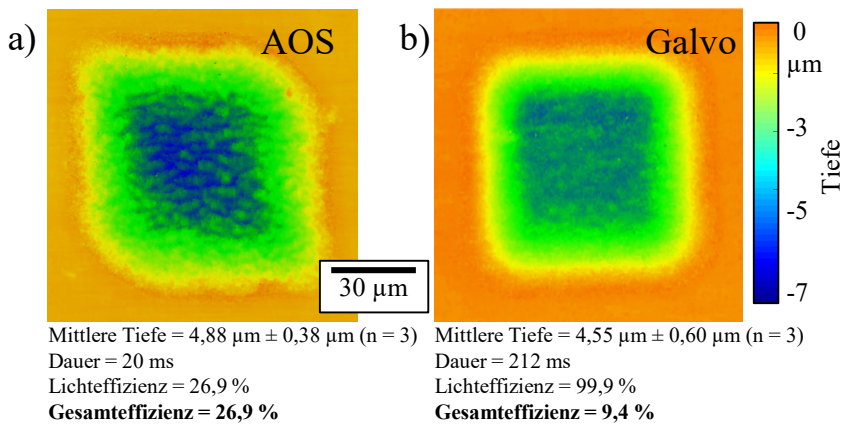 a) AOS
b) Galvo
0
µm
-3
-5
-7
Tiefe
30 µm
Mittlere Tiefe = 4,88 µm ± 0,38 µm (n = 3)
Dauer = 20 ms
Lichteffizienz = 26,9 %
Gesamteffizienz = 26,9 %
Mittlere Tiefe = 4,55 µm ± 0,60 µm (n = 3)
Dauer = 212 ms
Lichteffizienz = 99,9 %
Gesamteffizienz = 9,4 %